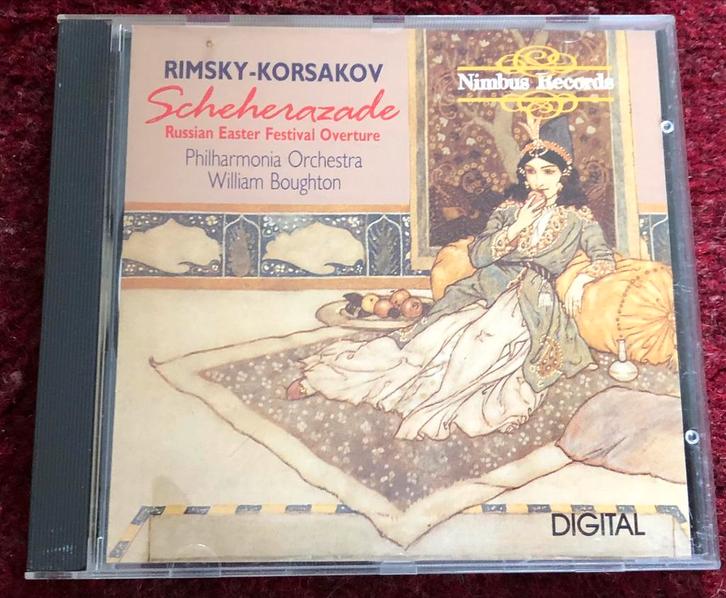 RIMSKY-KORSAKOV
Scheherazade
Russian Easter Festival Overture
Philharmonia Orchestra
William Boughton
Nimbus Records
DIGITAL